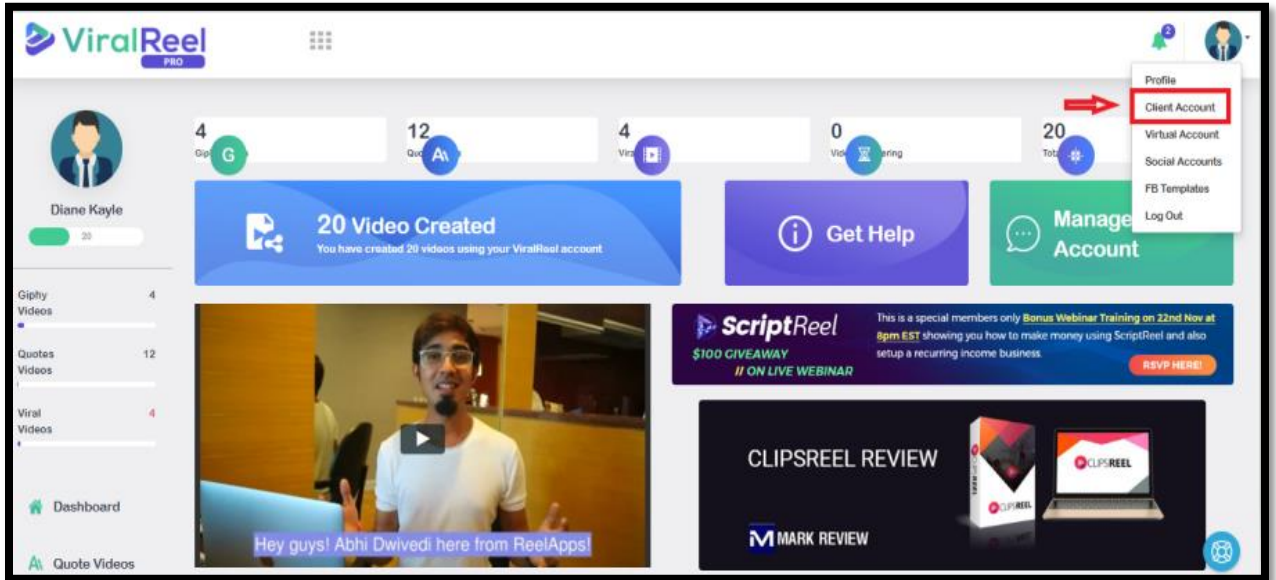 ViralReel
PRO
2
Profile
Client Account
Virtual Account
Social Accounts
FB Templates
Log Out
Diane Kayle
20
4
G
12
4
0
20
20 Video Created
You have created 20 videos using your ViralReel account
Get Help
Manage
Account
Giphy
Videos
4
Quotes
Videos
12
Viral
Videos
4
Dashboard
Quote Videos
Hey guys! Abhi Dwivedi here from ReelApps!
ScriptReel
$100 GIVEAWAY
// ON LIVE WEBINAR
This is a special members only Bonus Webinar Training on 22nd Nov at
8pm EST showing you how to make money using ScriptReel and also
setup a recurring income business.
RSVP HERE!
CLIPSREEL REVIEW
CLIPSREEL
CLIPSREEL
M MARK REVIEW